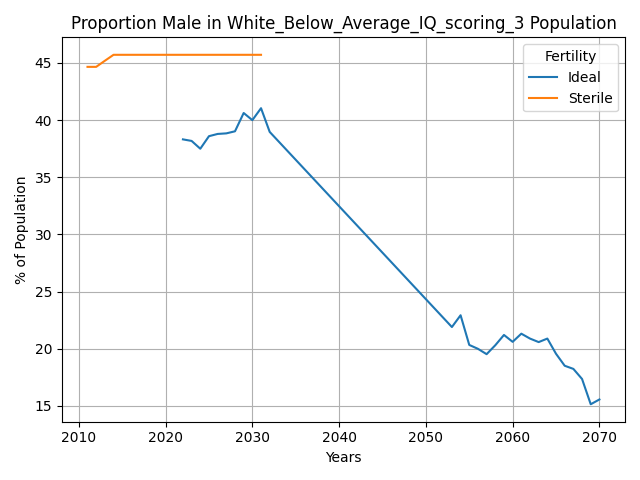 Proportion Male in White_Below_Average_IQ_scoring_3 Population
Fertility
Ideal
Sterile
% of Population
45
40
35
30
25
20
15
2010 2020 2030 2040 2050 2060 2070
Years